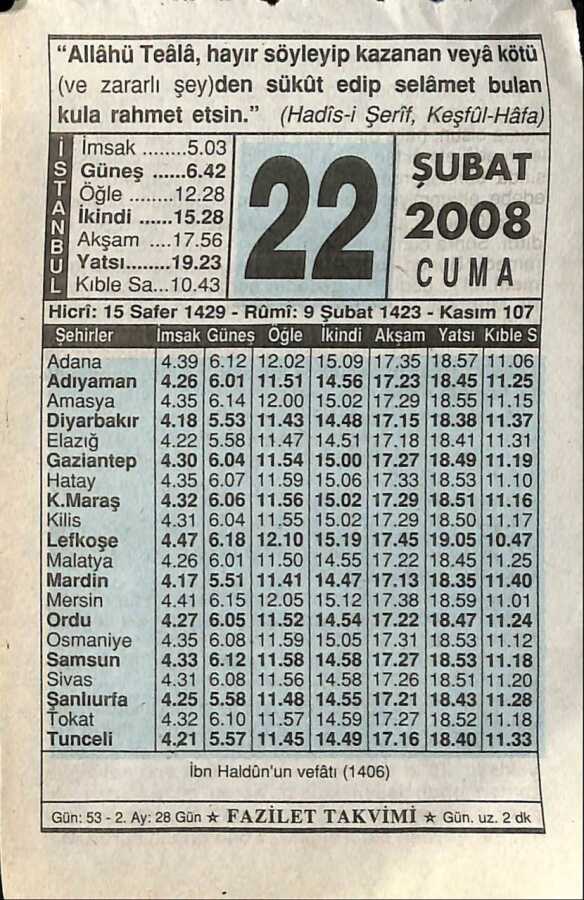 “Allâhü Teâlâ, hayır söyleyip kazanan veyâ kötü
(ve zararlı şey)den sükût edip selâmet bulan
kula rahmet etsin.” (Hadîs-i Şerîf, Keşfûl-Hâfa)
İSTANBUL
İmsak ........5.03
Güneş ......6.42
Öğle ........12.28
İkindi ......15.28
Akşam ....17.56
Yatsı........19.23
Kıble Sa...10.43
22
ŞUBAT
2008
CUMA
Hicrî: 15 Safer 1429 - Rûmî: 9 Şubat 1423 - Kasım 107
Şehirler İmsak Güneş Öğle İkindi Akşam Yatsı Kıble S
Adana 4.39 6.12 12.02 15.09 17.35 18.57 11.06
Adıyaman 4.26 6.01 11.51 14.56 17.23 18.45 11.25
Amasya 4.35 6.14 12.00 15.02 17.29 18.55 11.15
Diyarbakır 4.18 5.53 11.43 14.48 17.15 18.38 11.37
Elazığ 4.22 5.58 11.47 14.51 17.18 18.41 11.31
Gaziantep 4.30 6.04 11.54 15.00 17.27 18.49 11.19
Hatay 4.35 6.07 11.59 15.06 17.33 18.53 11.10
K.Maraş 4.32 6.06 11.56 15.02 17.29 18.51 11.16
Kilis 4.31 6.04 11.55 15.02 17.29 18.50 11.17
Lefkoşe 4.47 6.18 12.10 15.19 17.45 19.05 10.47
Malatya 4.26 6.01 11.50 14.55 17.22 18.45 11.25
Mardin 4.17 5.51 11.41 14.47 17.13 18.35 11.40
Mersin 4.41 6.15 12.05 15.12 17.38 18.59 11.01
Ordu 4.27 6.05 11.52 14.54 17.22 18.47 11.24
Osmaniye 4.35 6.08 11.59 15.05 17.31 18.53 11.12
Samsun 4.33 6.12 11.58 14.58 17.27 18.53 11.18
Sivas 4.31 6.08 11.56 14.58 17.26 18.51 11.20
Şanlıurfa 4.25 5.58 11.48 14.55 17.21 18.43 11.28
Tokat 4.32 6.10 11.57 14.59 17.27 18.52 11.18
Tunceli 4.21 5.57 11.45 14.49 17.16 18.40 11.33
İbn Haldûn'un vefâtı (1406)
Gün: 53 - 2. Ay: 28 Gün ★ FAZİLET TAKVİMİ ★ Gün. uz. 2 dk